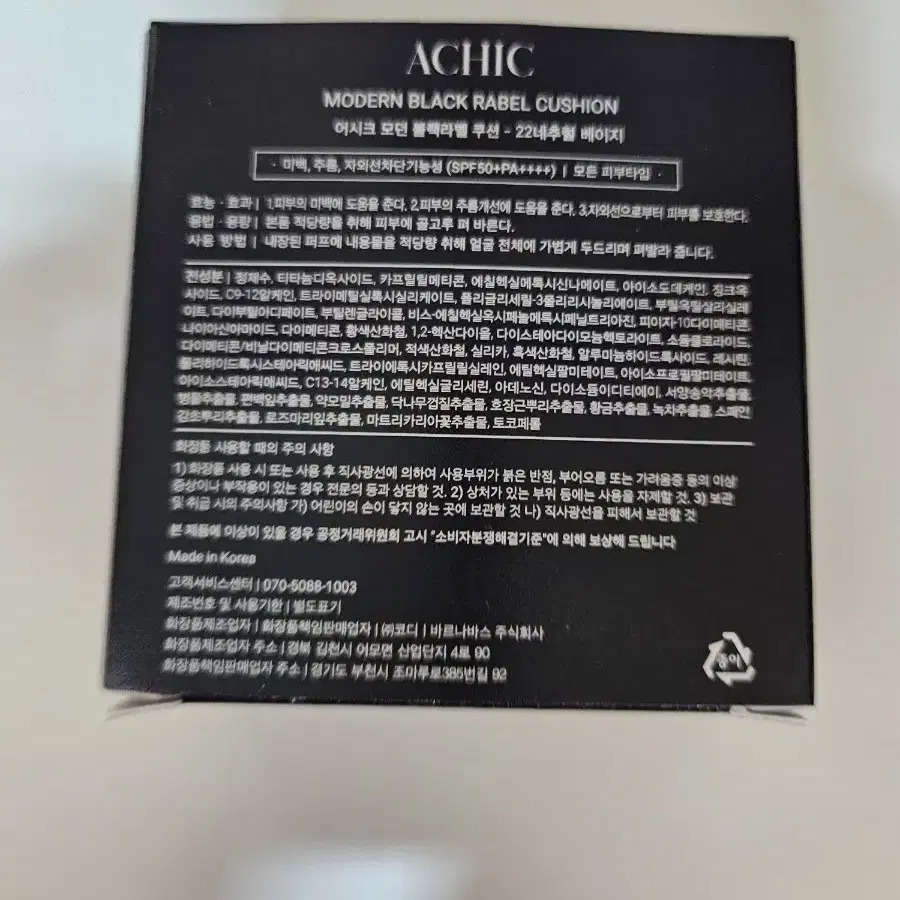 ACHIC
MODERN BLACK RABEL CUSHION
어시크 모던 블랙라벨 쿠션 - 22네추럴 베이지
· 미백, 주름, 자외선차단기능성 (SPF50+PA++++) | 모든 피부타입 ·
효능 · 효과 | 1.피부의 미백에 도움을 준다. 2.피부의 주름개선에 도움을 준다. 3.자외선으로부터 피부를 보호한다.
용법 · 용량 | 본품 적당량을 취해 피부에 골고루 펴 바른다.
사용 방법 | 내장된 퍼프에 내용물을 적당량 취해 얼굴 전체에 가볍게 두드리며 펴발라 줍니다.
전성분 | 정제수, 티타늄디옥사이드, 카프릴릴메티콘, 에칠헥실메톡시신나메이트, 아이소도데케인, 징크옥
사이드, C9-12알케인, 트라이메틸실록시실리케이트, 폴리글리세릴-3폴리리시놀리에이트, 부틸옥틸살리실레
이트, 다이부틸아디페이트, 부틸렌글라이콜, 비스-에칠헥실옥시페놀메톡시페닐트리아진, 피이지-10다이메티콘,
나이아신아마이드, 다이메티콘, 황색산화철, 1,2-헥산다이올, 다이스테아다이모늄헥토라이트, 소듐클로라이드,
다이메티콘/비닐다이메티콘크로스폴리머, 적색산화철, 실리카, 흑색산화철, 알루미늄하이드록사이드, 레시틴,
폴리하이드록시스테아릭애씨드, 트라이에톡시카프릴릴실레인, 에틸헥실팔미테이트, 아이소프로필팔미테이트,
아이소스테아릭애씨드, C13-14알케인, 에틸헥실글리세린, 아데노신, 다이소듐이디티에이, 서양송악추출물,
병풀추출물, 편백잎추출물, 약모밀추출물, 닥나무껍질추출물, 호장근뿌리추출물, 황금추출물, 녹차추출물, 스페인
감초뿌리추출물, 로즈마리잎추출물, 마트리카리아꽃추출물, 토코페롤
화장품 사용할 때의 주의 사항
1) 화장품 사용 시 또는 사용 후 직사광선에 의하여 사용부위가 붉은 반점, 부어오름 또는 가려움증 등의 이상
증상이나 부작용이 있는 경우 전문의 등과 상담할 것. 2) 상처가 있는 부위 등에는 사용을 자제할 것. 3) 보관
및 취급 시의 주의사항 가) 어린이의 손이 닿지 않는 곳에 보관할 것 나) 직사광선을 피해서 보관할 것
본 제품에 이상이 있을 경우 공정거래위원회 고시 "소비자분쟁해결기준"에 의해 보상해 드립니다
Made in Korea
고객서비스센터 | 070-5088-1003
제조번호 및 사용기한 | 별도표기
화장품제조업자 | 화장품책임판매업자 | ㈜코디 | 바르나바스 주식회사
화장품제조업자 주소 | 경북 김천시 어모면 산업단지 4로 90
화장품책임판매업자 주소 | 경기도 부천시 조마루로385번길 92
종이